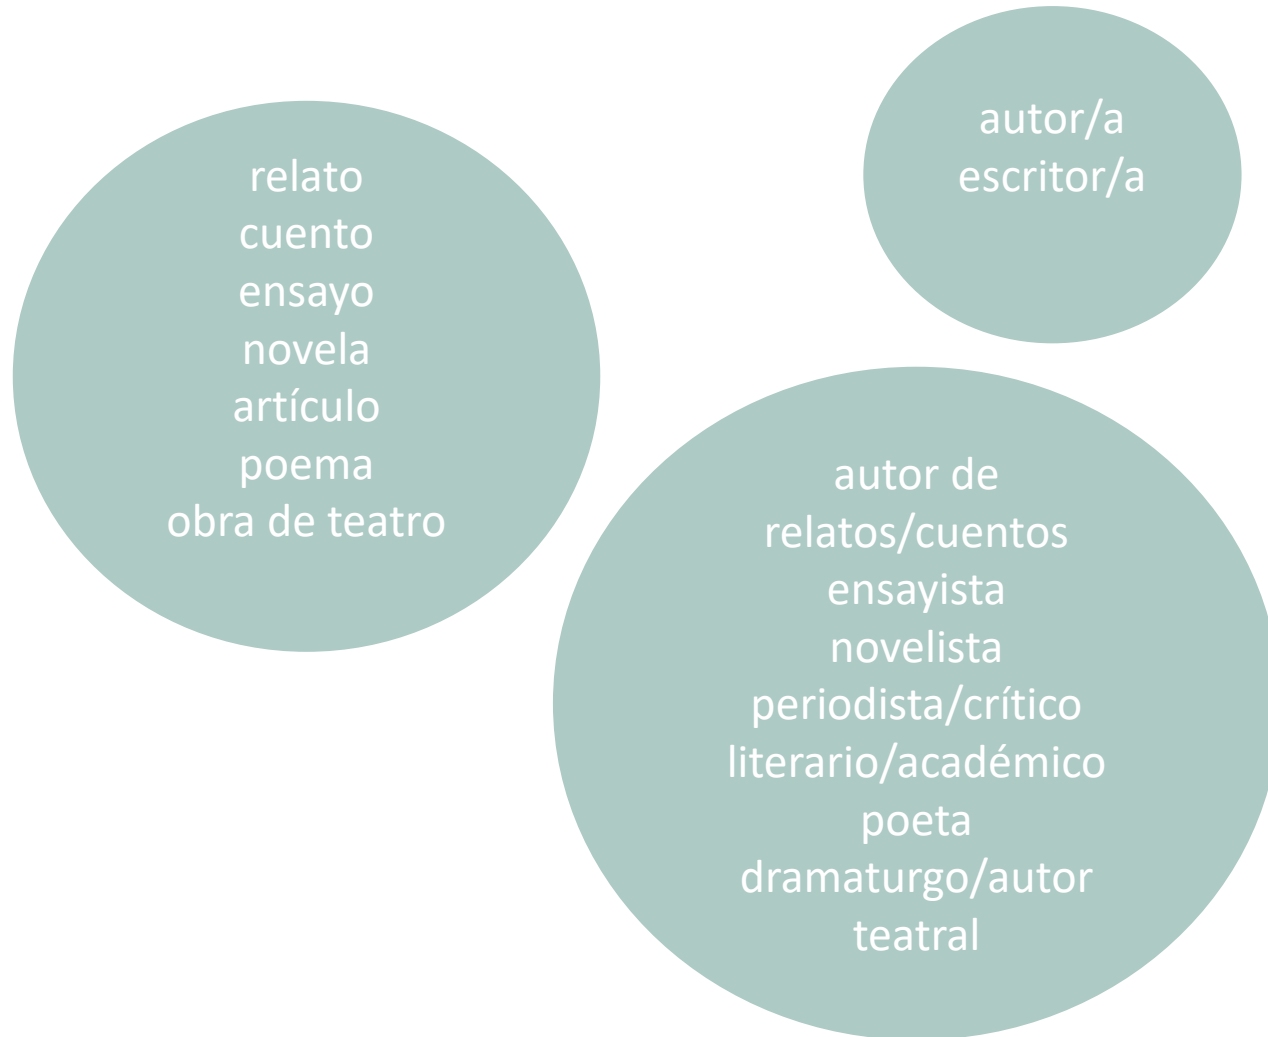 relato
cuento
ensayo
novela
artículo
poema
obra de teatro
autor/a
escritor/a
autor de
relatos/cuentos
ensayista
novelista
periodista/crítico
literario/académico
poeta
dramaturgo/autor
teatral